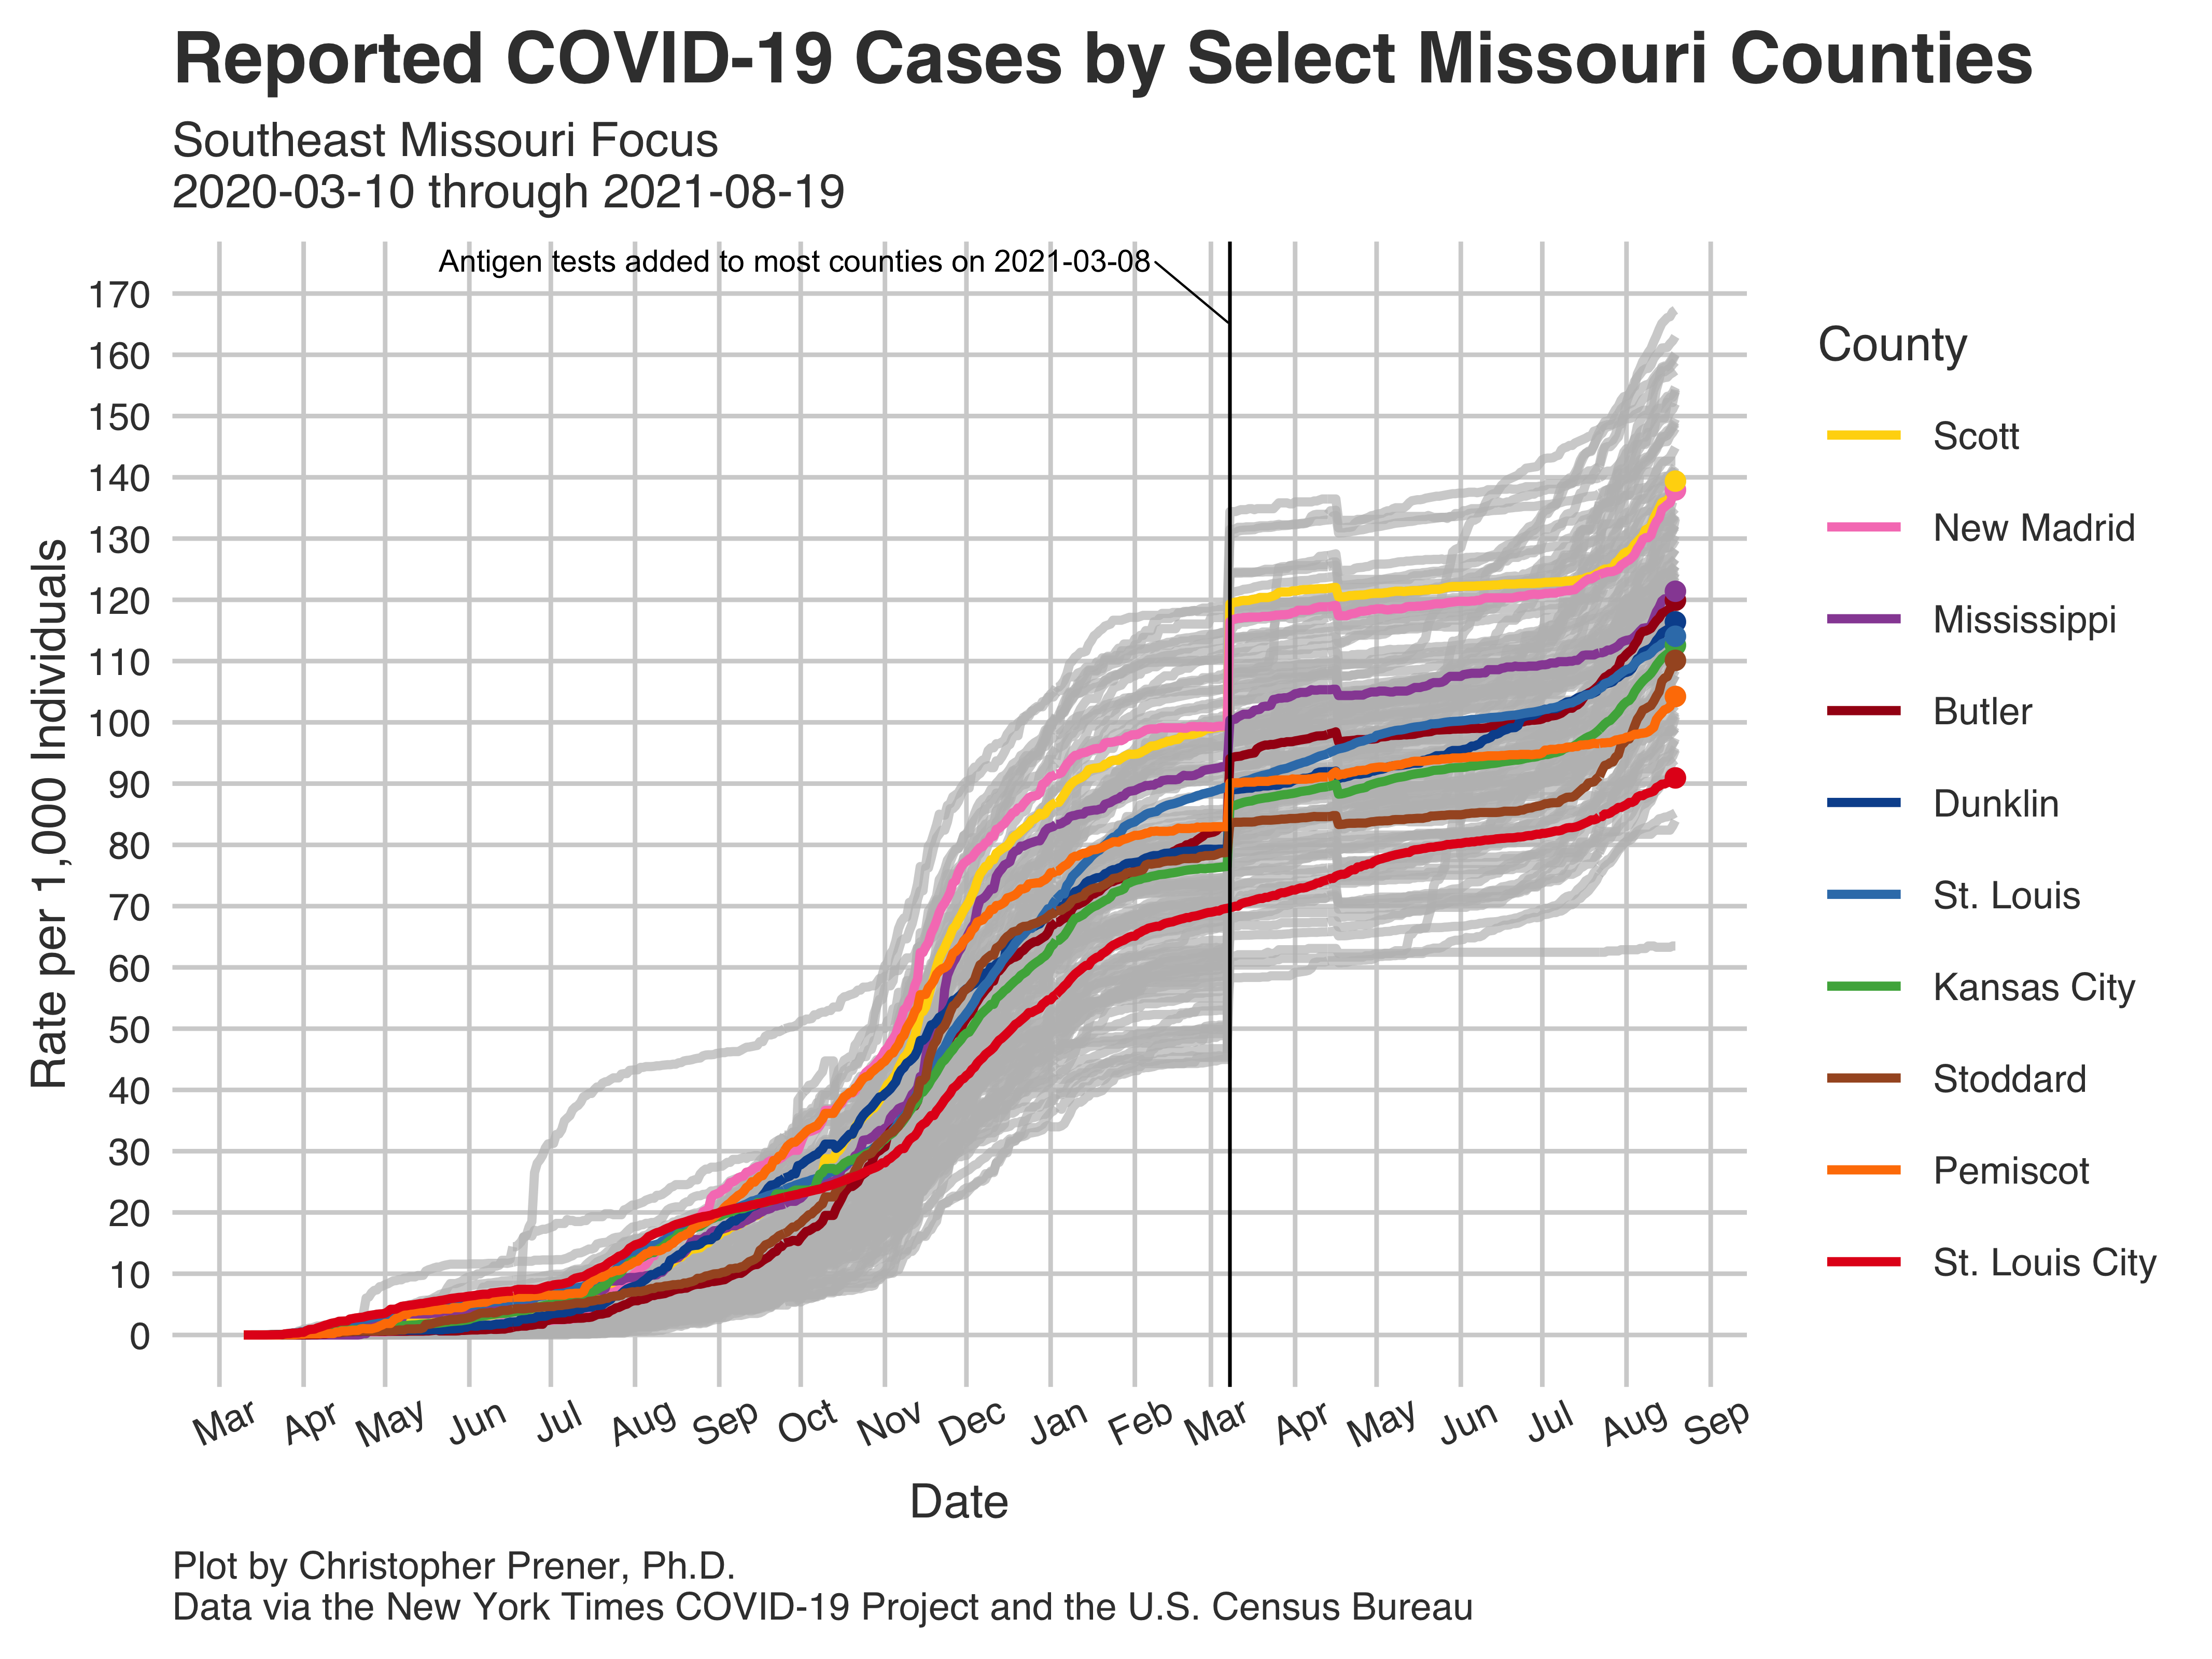 Reported COVID-19 Cases by Select Missouri Counties
Southeast Missouri Focus
2020-03-10 through 2021-08-19
Antigen tests added to most counties on 2021-03-08
170
160
150
140
130
120
110
100
90
80
70
60
50
40
30
20
10
0
Rate per 1,000 Individuals
Mar Apr May Jun Jul Aug Sep Oct Nov Dec Jan Feb Mar Apr May Jun Jul Aug Sep
Date
County
Scott
New Madrid
Mississippi
Butler
Dunklin
St. Louis
Kansas City
Stoddard
Pemiscot
St. Louis City
Plot by Christopher Prener, Ph.D.
Data via the New York Times COVID-19 Project and the U.S. Census Bureau